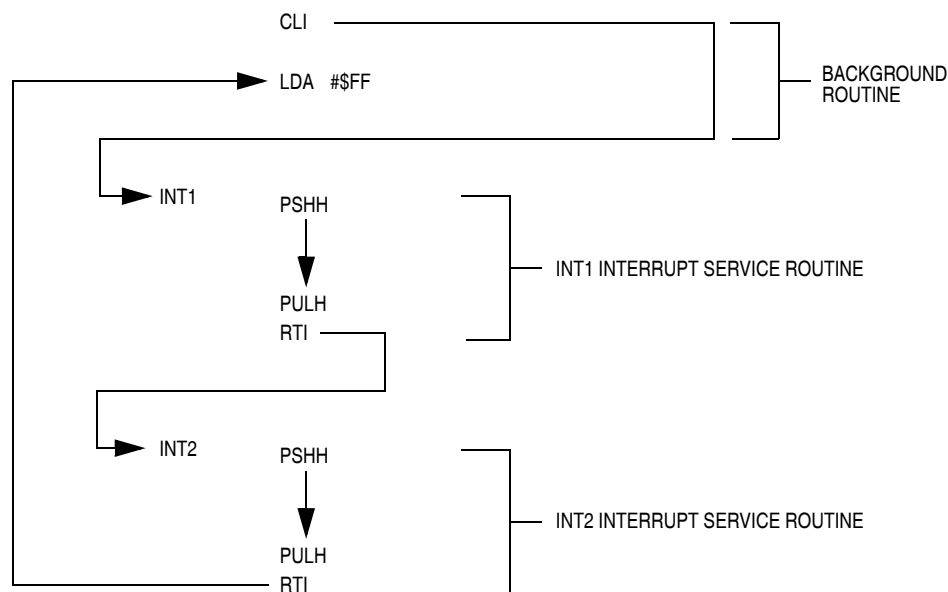 CLI
LDA #$FF
BACKGROUND
ROUTINE
INT1
PSHH
INT1 INTERRUPT SERVICE ROUTINE
PULH
RTI
INT2
PSHH
INT2 INTERRUPT SERVICE ROUTINE
PULH
RTI